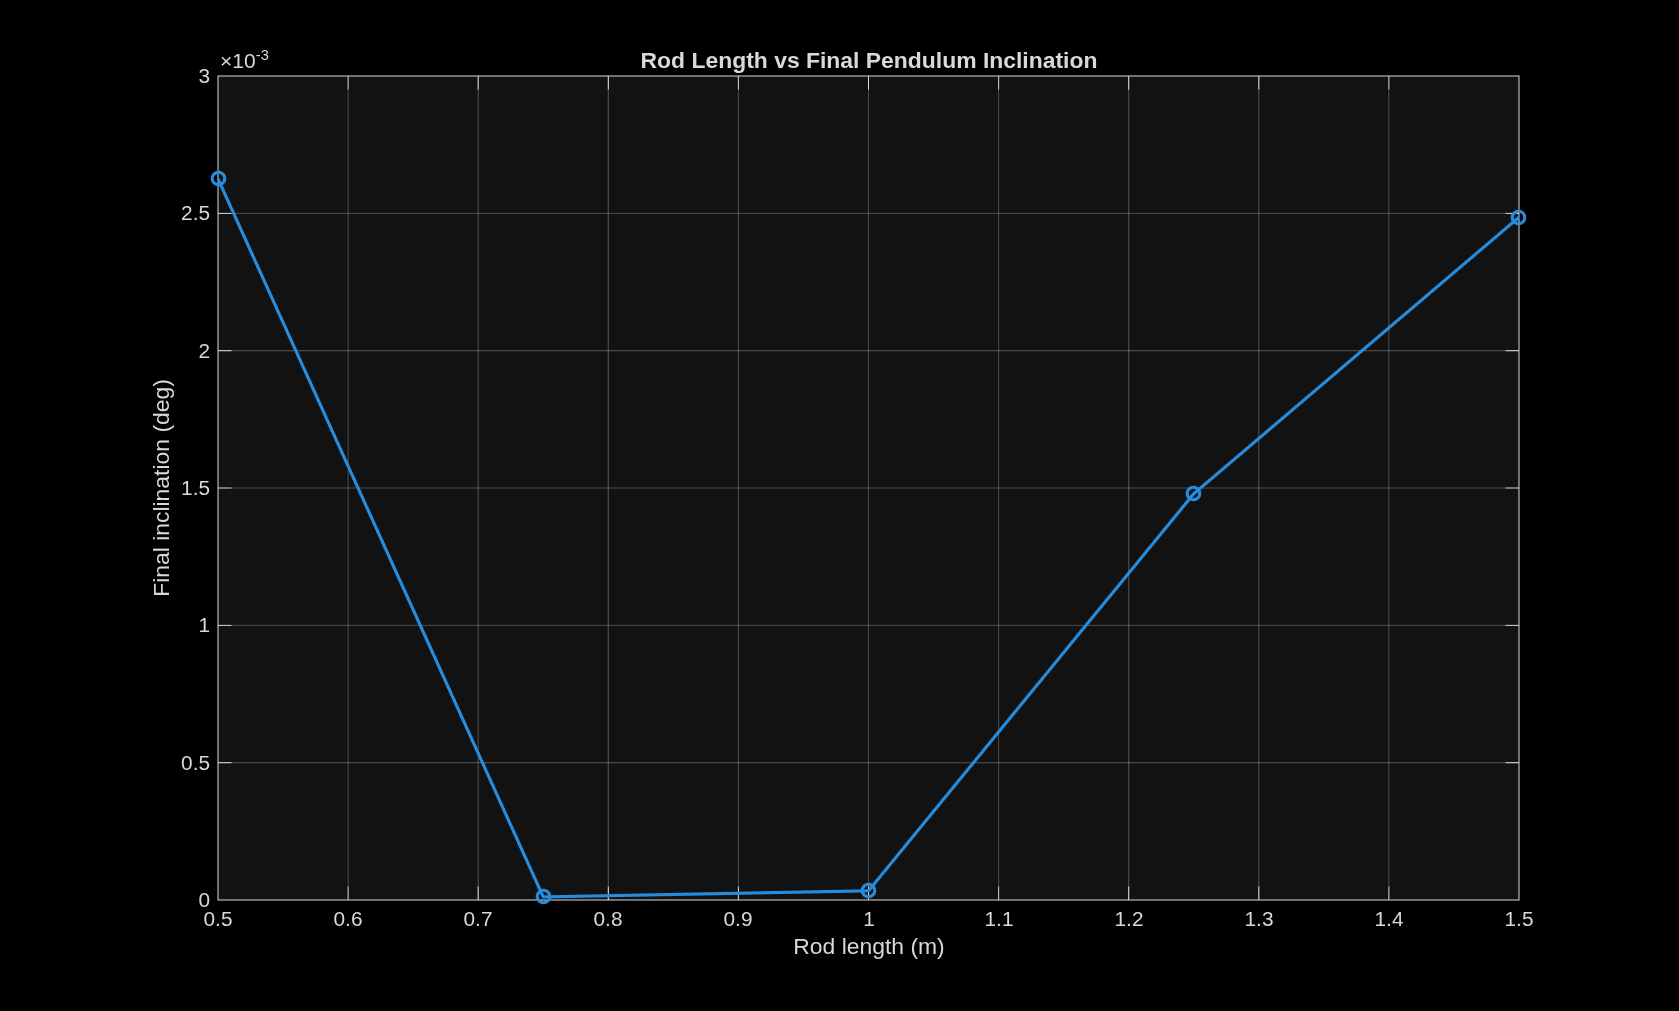 Rod Length vs Final Pendulum Inclination
×10-3
3
2.5
2
1.5
1
0.5
0
Final inclination (deg)
0.5 0.6 0.7 0.8 0.9 1 1.1 1.2 1.3 1.4 1.5
Rod length (m)